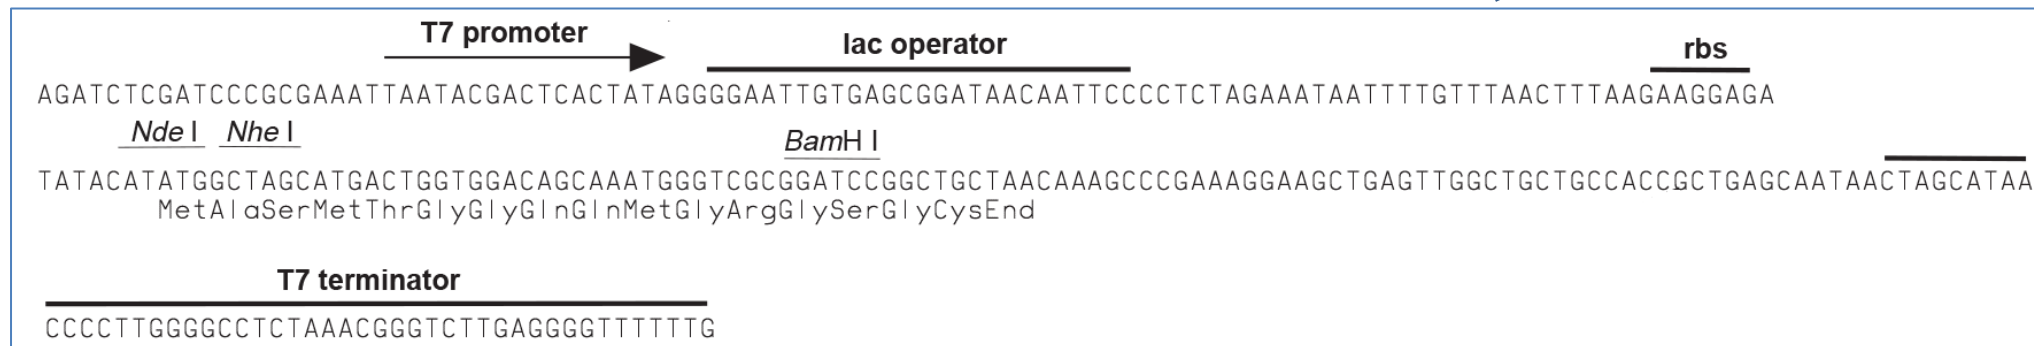 T7 promoter lac operator rbs
AGATCTCGATCCCGCGAAATTAATACGACTCACTATAGGGGAATTGTGAGCGGATAACAATTCCCCTCTAGAAATAATTTTGTTTAACTTTAAGAAGGAGA
Nde I Nhe I BamH I
TATACATATGGCTAGCATGACTGGTGGACAGCAAATGGGTCGCGGATCCGGCTGCTAACAAAGCCCGAAAGGAAGCTGAGTTGGCTGCTGCCACCGCTGAGCAATAACTAGCATAA
MetAlaSerMetThrGlyGlyGlnGlnMetGlyArgGlySerGlyCysEnd
T7 terminator
CCCCTTGGGGCCTCTAAACGGGTCTTGAGGGGTTTTTTG